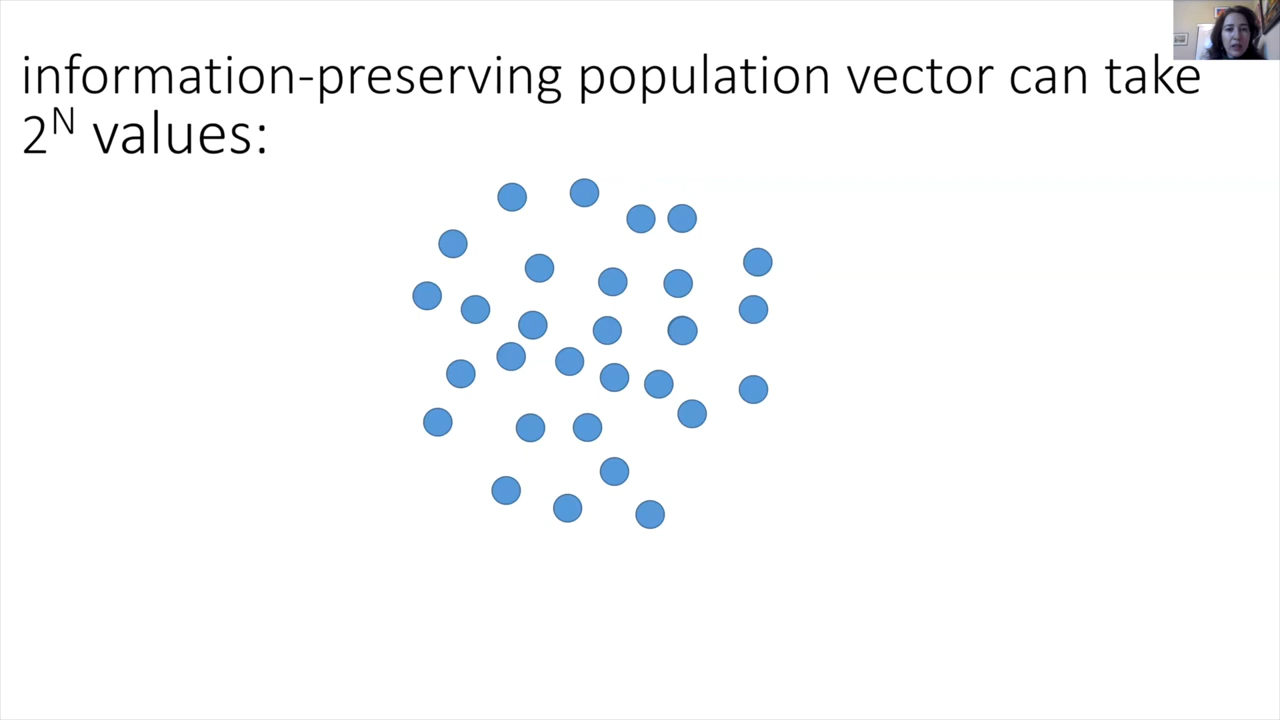 information-preserving population vector can take
2ᴺ values: